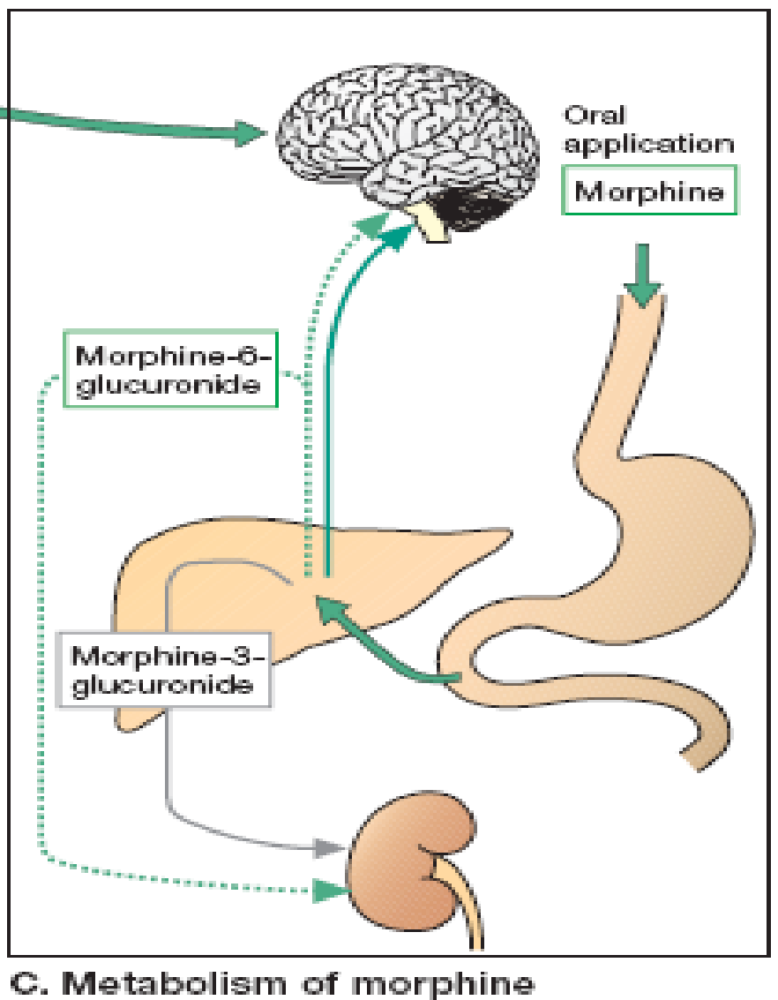 Oral
application
Morphine
Morphine-6-
glucuronide
Morphine-3-
glucuronide
C. Metabolism of morphine